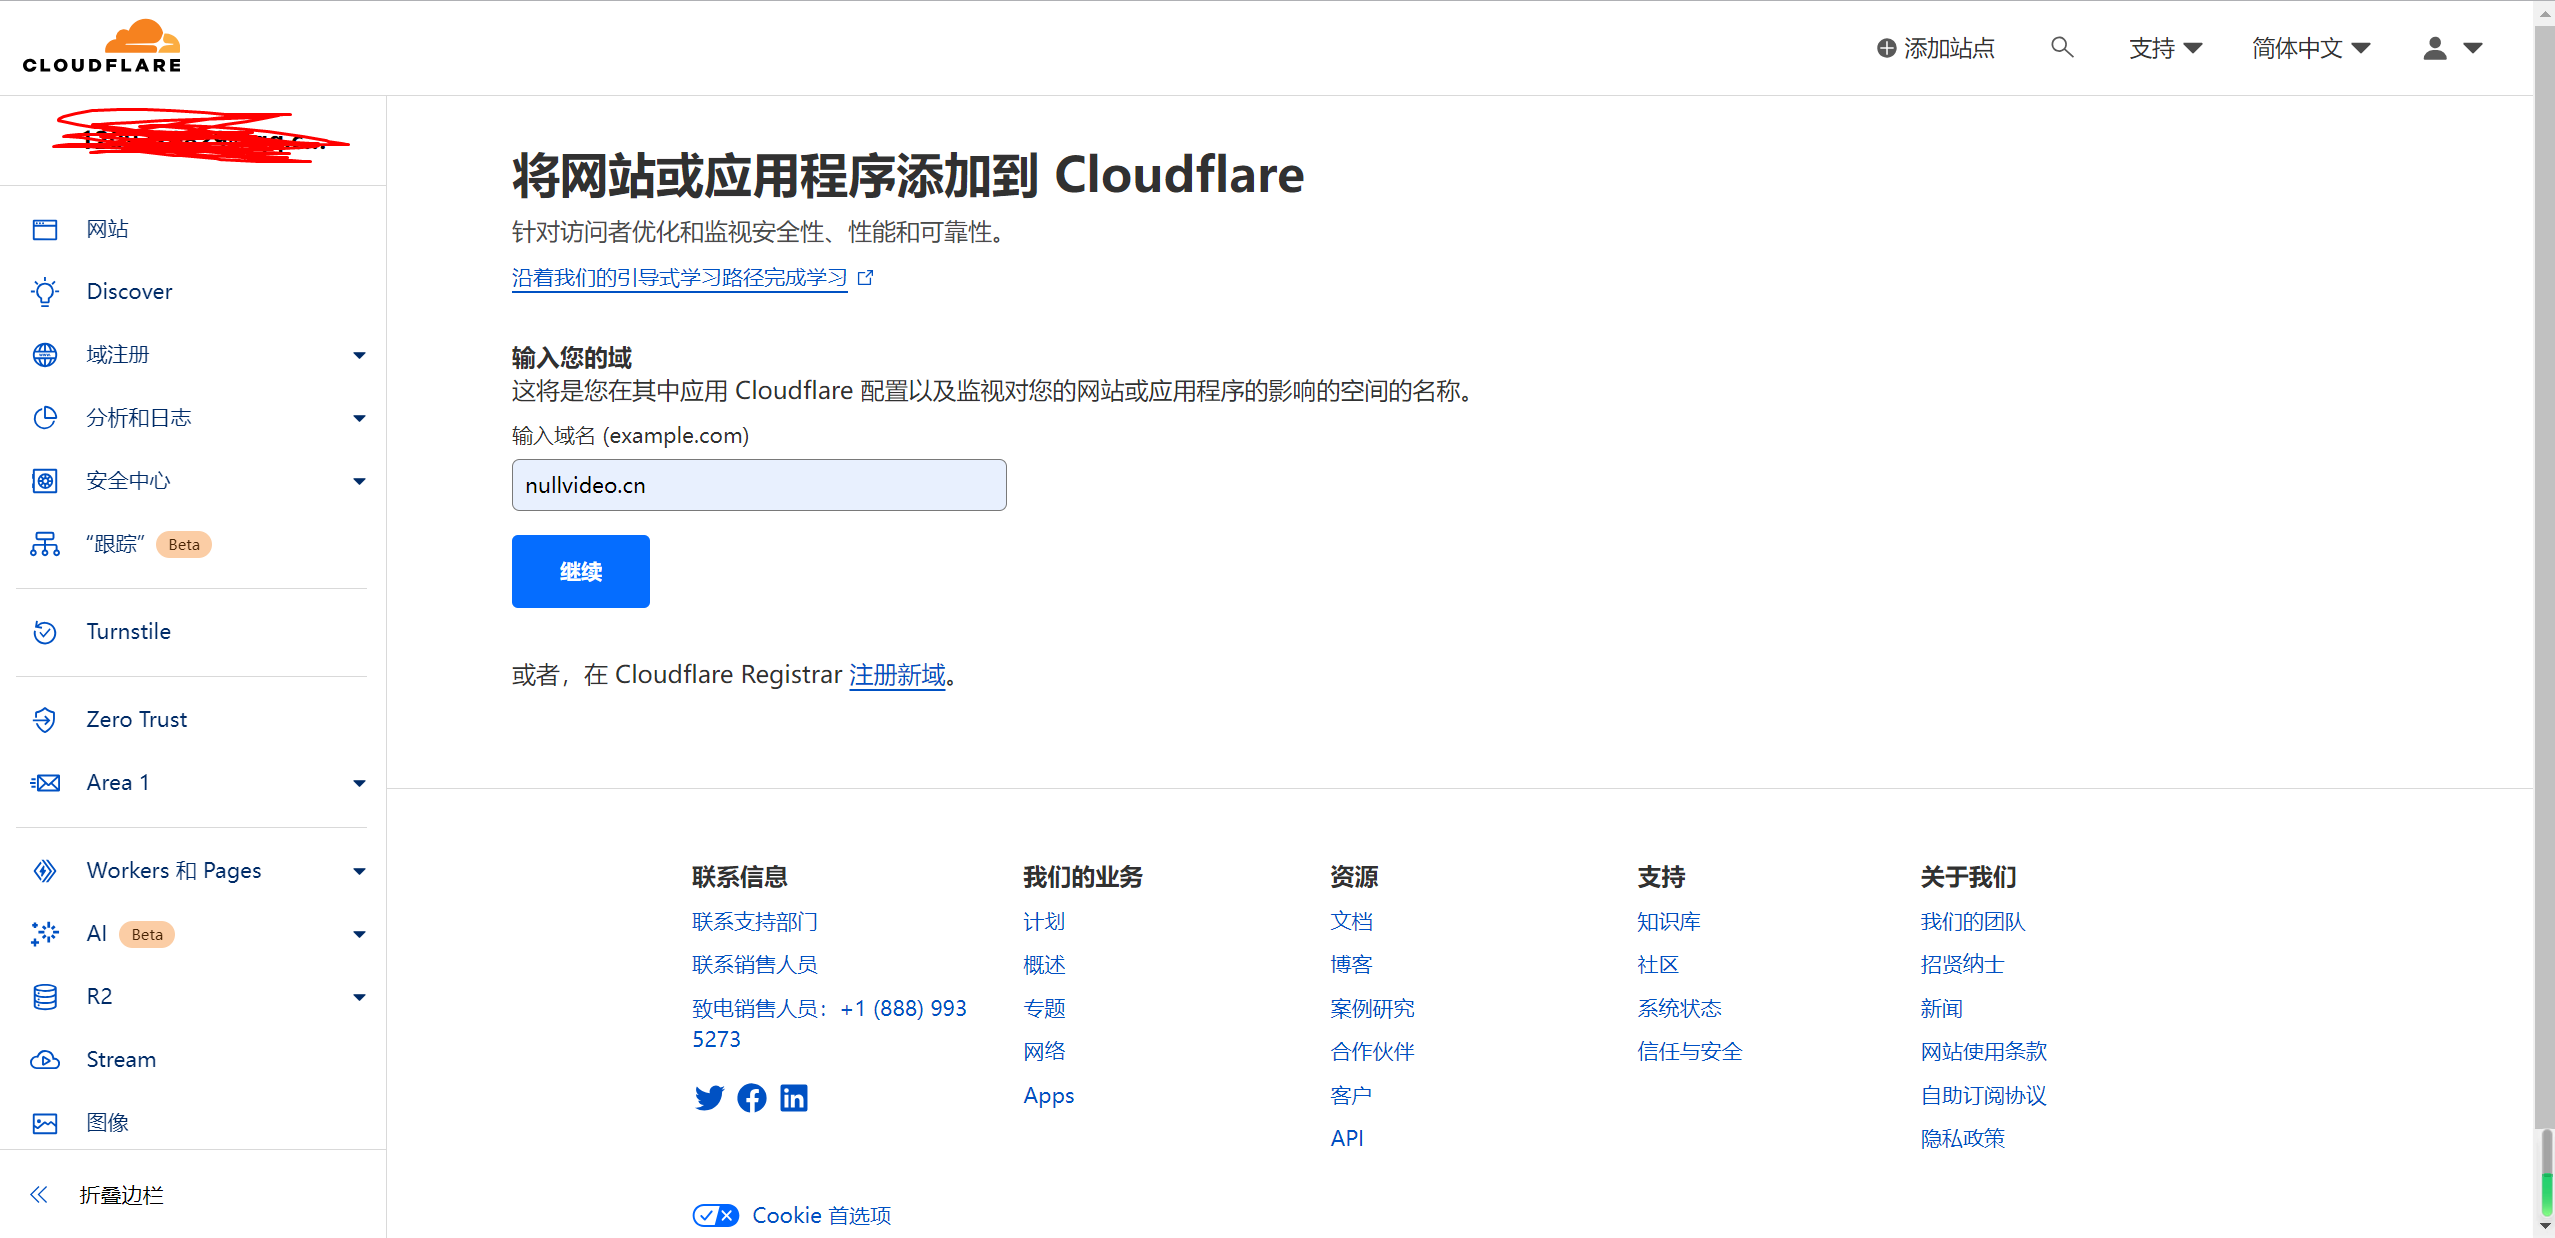 CLOUDFLARE
添加站点
支持
简体中文
网站
Discover
域注册
分析和日志
安全中心
“跟踪” Beta
Turnstile
Zero Trust
Area 1
Workers 和 Pages
AI Beta
R2
Stream
图像
折叠边栏
将网站或应用程序添加到 Cloudflare
针对访问者优化和监视安全性、性能和可靠性。
沿着我们的引导式学习路径完成学习
输入您的域
这将是您在其中应用 Cloudflare 配置以及监视对您的网站或应用程序的影响的空间的名称。
输入域名 (example.com)
nullvideo.cn
继续
或者，在 Cloudflare Registrar 注册新域。
联系信息
联系支持部门
联系销售人员
致电销售人员：+1 (888) 993
5273
我们的业务
计划
概述
专题
网络
Apps
资源
文档
博客
案例研究
合作伙伴
客户
API
支持
知识库
社区
系统状态
信任与安全
关于我们
我们的团队
招贤纳士
新闻
网站使用条款
自助订阅协议
隐私政策
Cookie 首选项